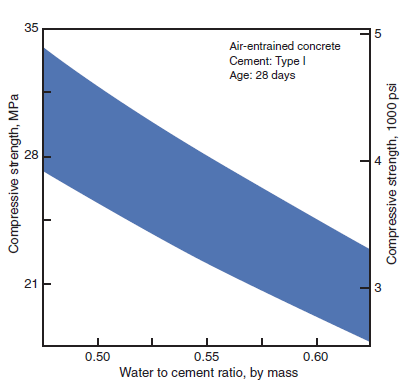 35
28
21
Compressive strength, MPa
Air-entrained concrete
Cement: Type I
Age: 28 days
5
4
3
Compressive strength, 1000 psi
0.50 0.55 0.60
Water to cement ratio, by mass